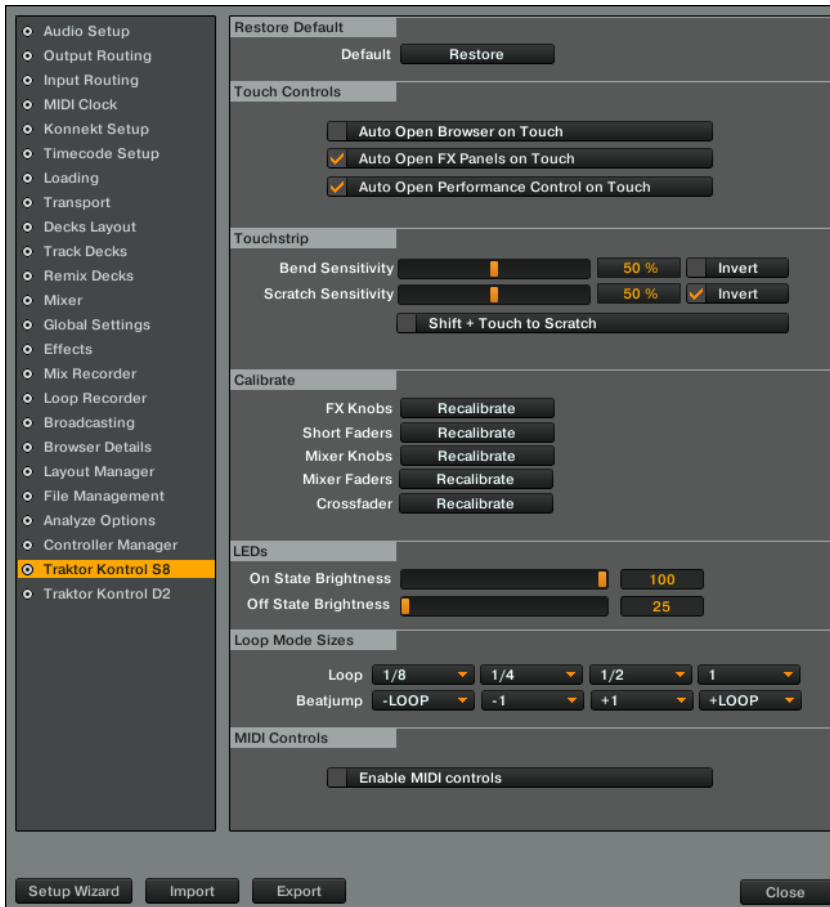 Audio Setup
Output Routing
Input Routing
MIDI Clock
Konnekt Setup
Timecode Setup
Loading
Transport
Decks Layout
Track Decks
Remix Decks
Mixer
Global Settings
Effects
Mix Recorder
Loop Recorder
Broadcasting
Browser Details
Layout Manager
File Management
Analyze Options
Controller Manager
Traktor Kontrol S8
Traktor Kontrol D2
Restore Default
Default Restore
Touch Controls
Auto Open Browser on Touch
Auto Open FX Panels on Touch
Auto Open Performance Control on Touch
Touchstrip
Bend Sensitivity 50 % Invert
Scratch Sensitivity 50 % Invert
Shift + Touch to Scratch
Calibrate
FX Knobs Recalibrate
Short Faders Recalibrate
Mixer Knobs Recalibrate
Mixer Faders Recalibrate
Crossfader Recalibrate
LEDs
On State Brightness 100
Off State Brightness 25
Loop Mode Sizes
Loop 1/8 1/4 1/2 1
Beatjump -LOOP -1 +1 +LOOP
MIDI Controls
Enable MIDI controls
Setup Wizard Import Export Close